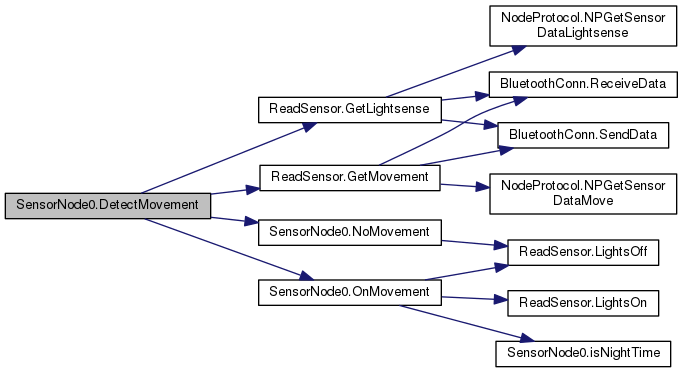 NodeProtocol.NPGetSensor
DataLightsense
BluetoothConn.ReceiveData
ReadSensor.GetLightsense
BluetoothConn.SendData
ReadSensor.GetMovement
NodeProtocol.NPGetSensor
DataMove
SensorNode0.DetectMovement
SensorNode0.NoMovement
ReadSensor.LightsOff
SensorNode0.OnMovement
ReadSensor.LightsOn
SensorNode0.isNightTime